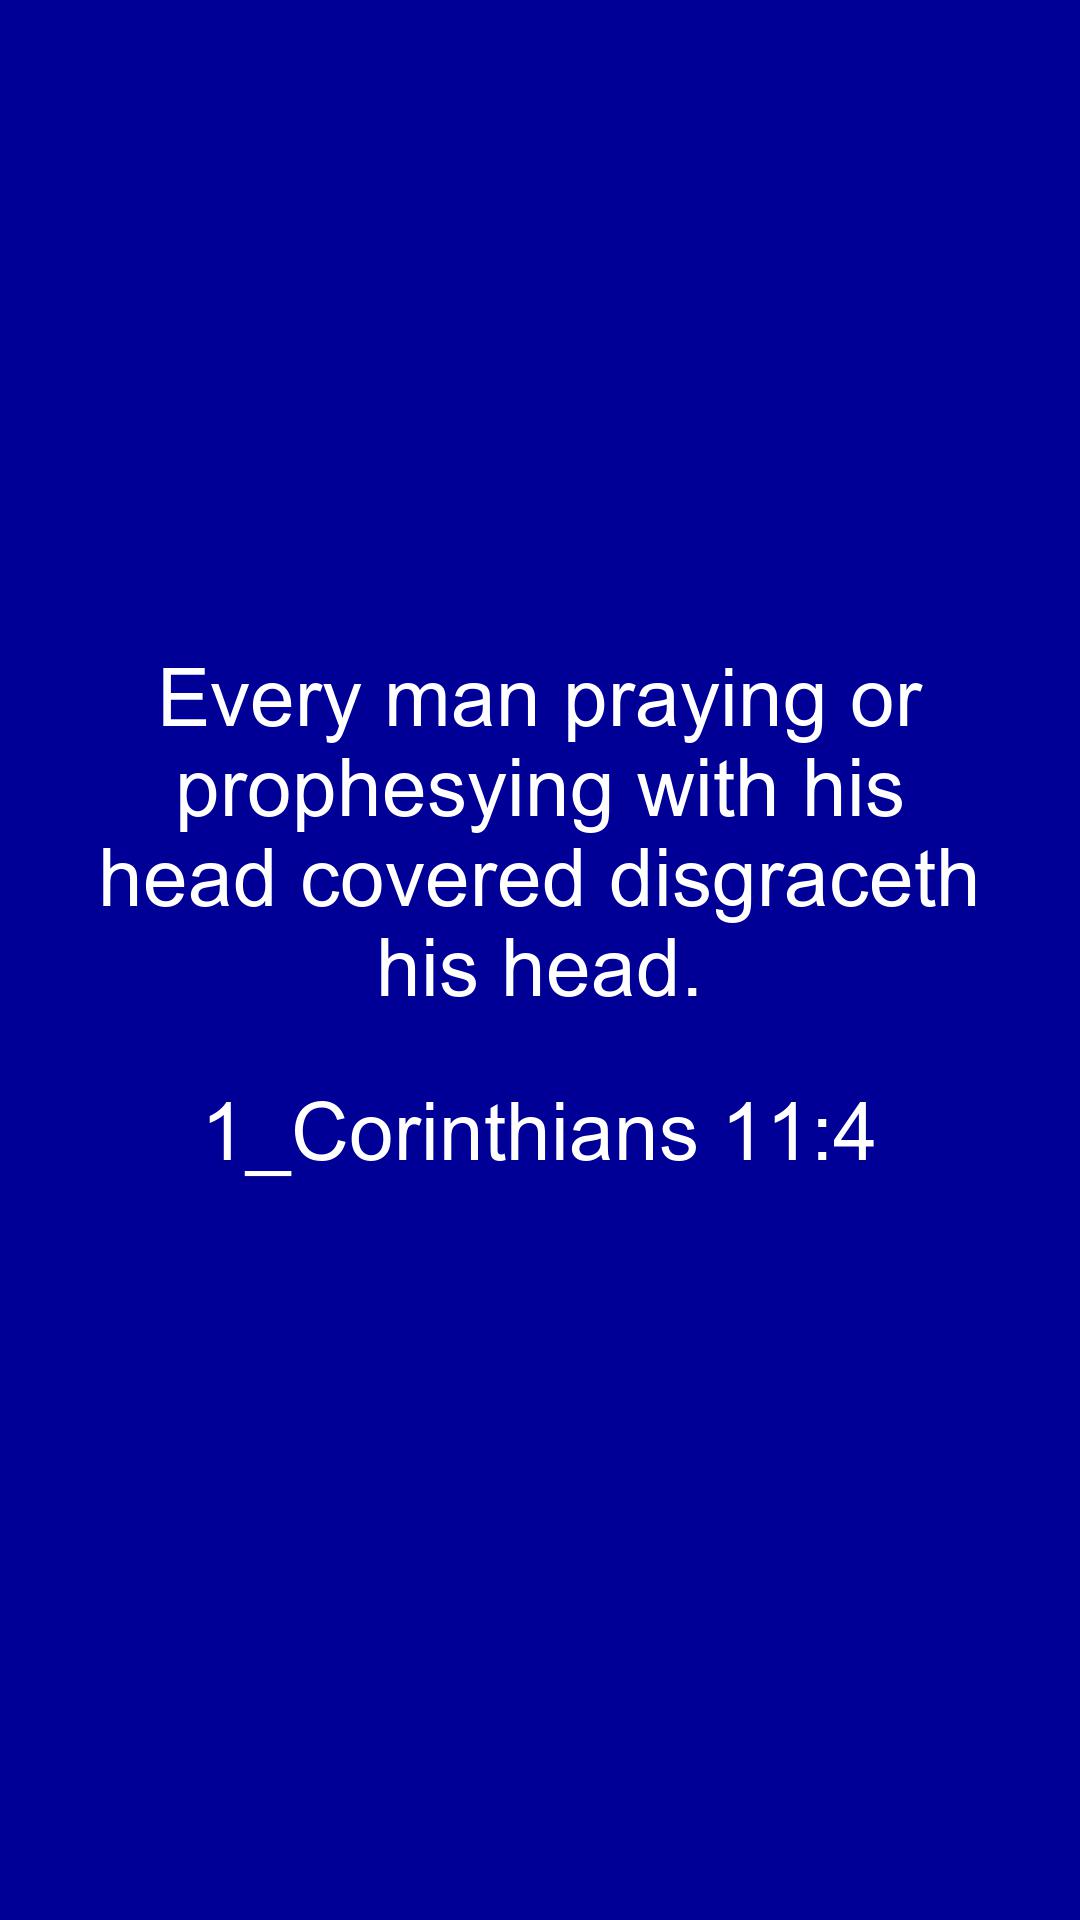 Every man praying or
prophesying with his
head covered disgraceth
his head.
1_Corinthians 11:4